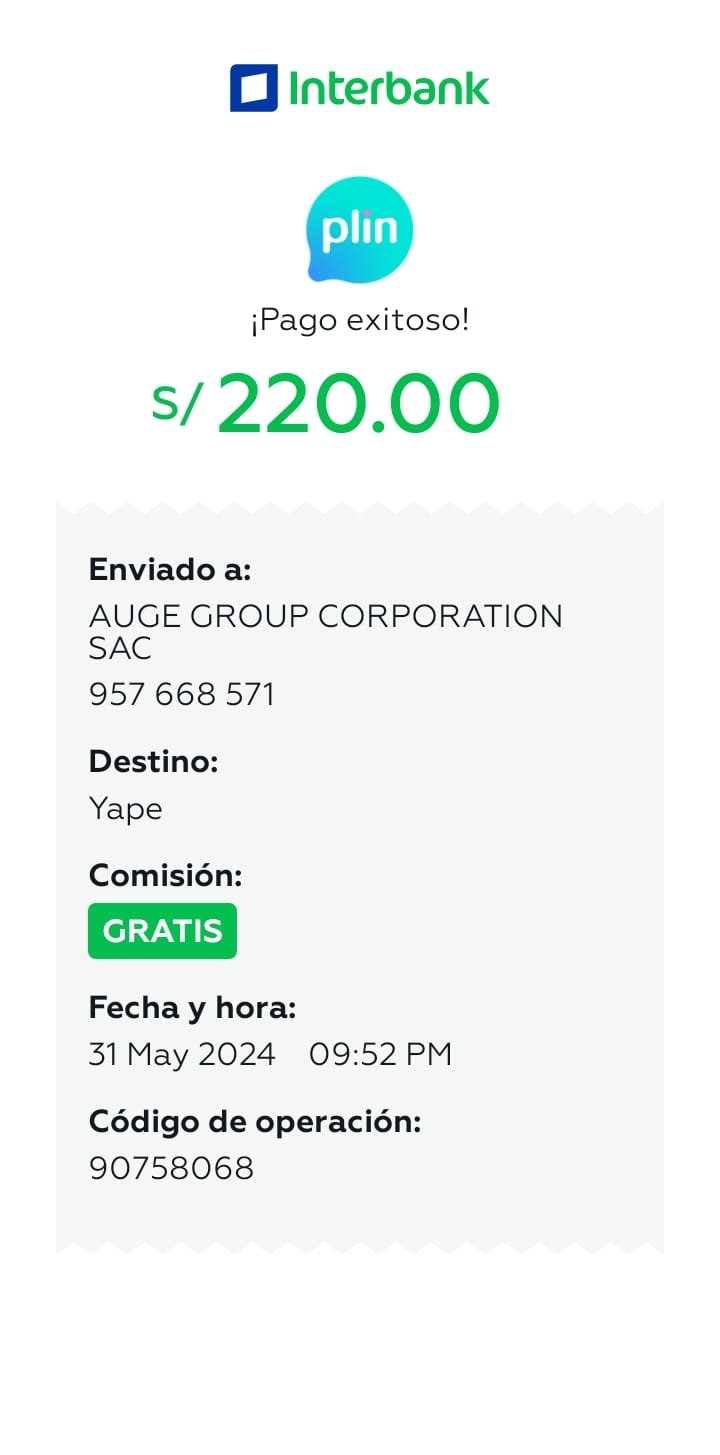 Interbank
plin
¡Pago exitoso!
S/ 220.00
Enviado a:
AUGE GROUP CORPORATION
SAC
957 668 571
Destino:
Yape
Comisión:
GRATIS
Fecha y hora:
31 May 2024 09:52 PM
Código de operación:
90758068